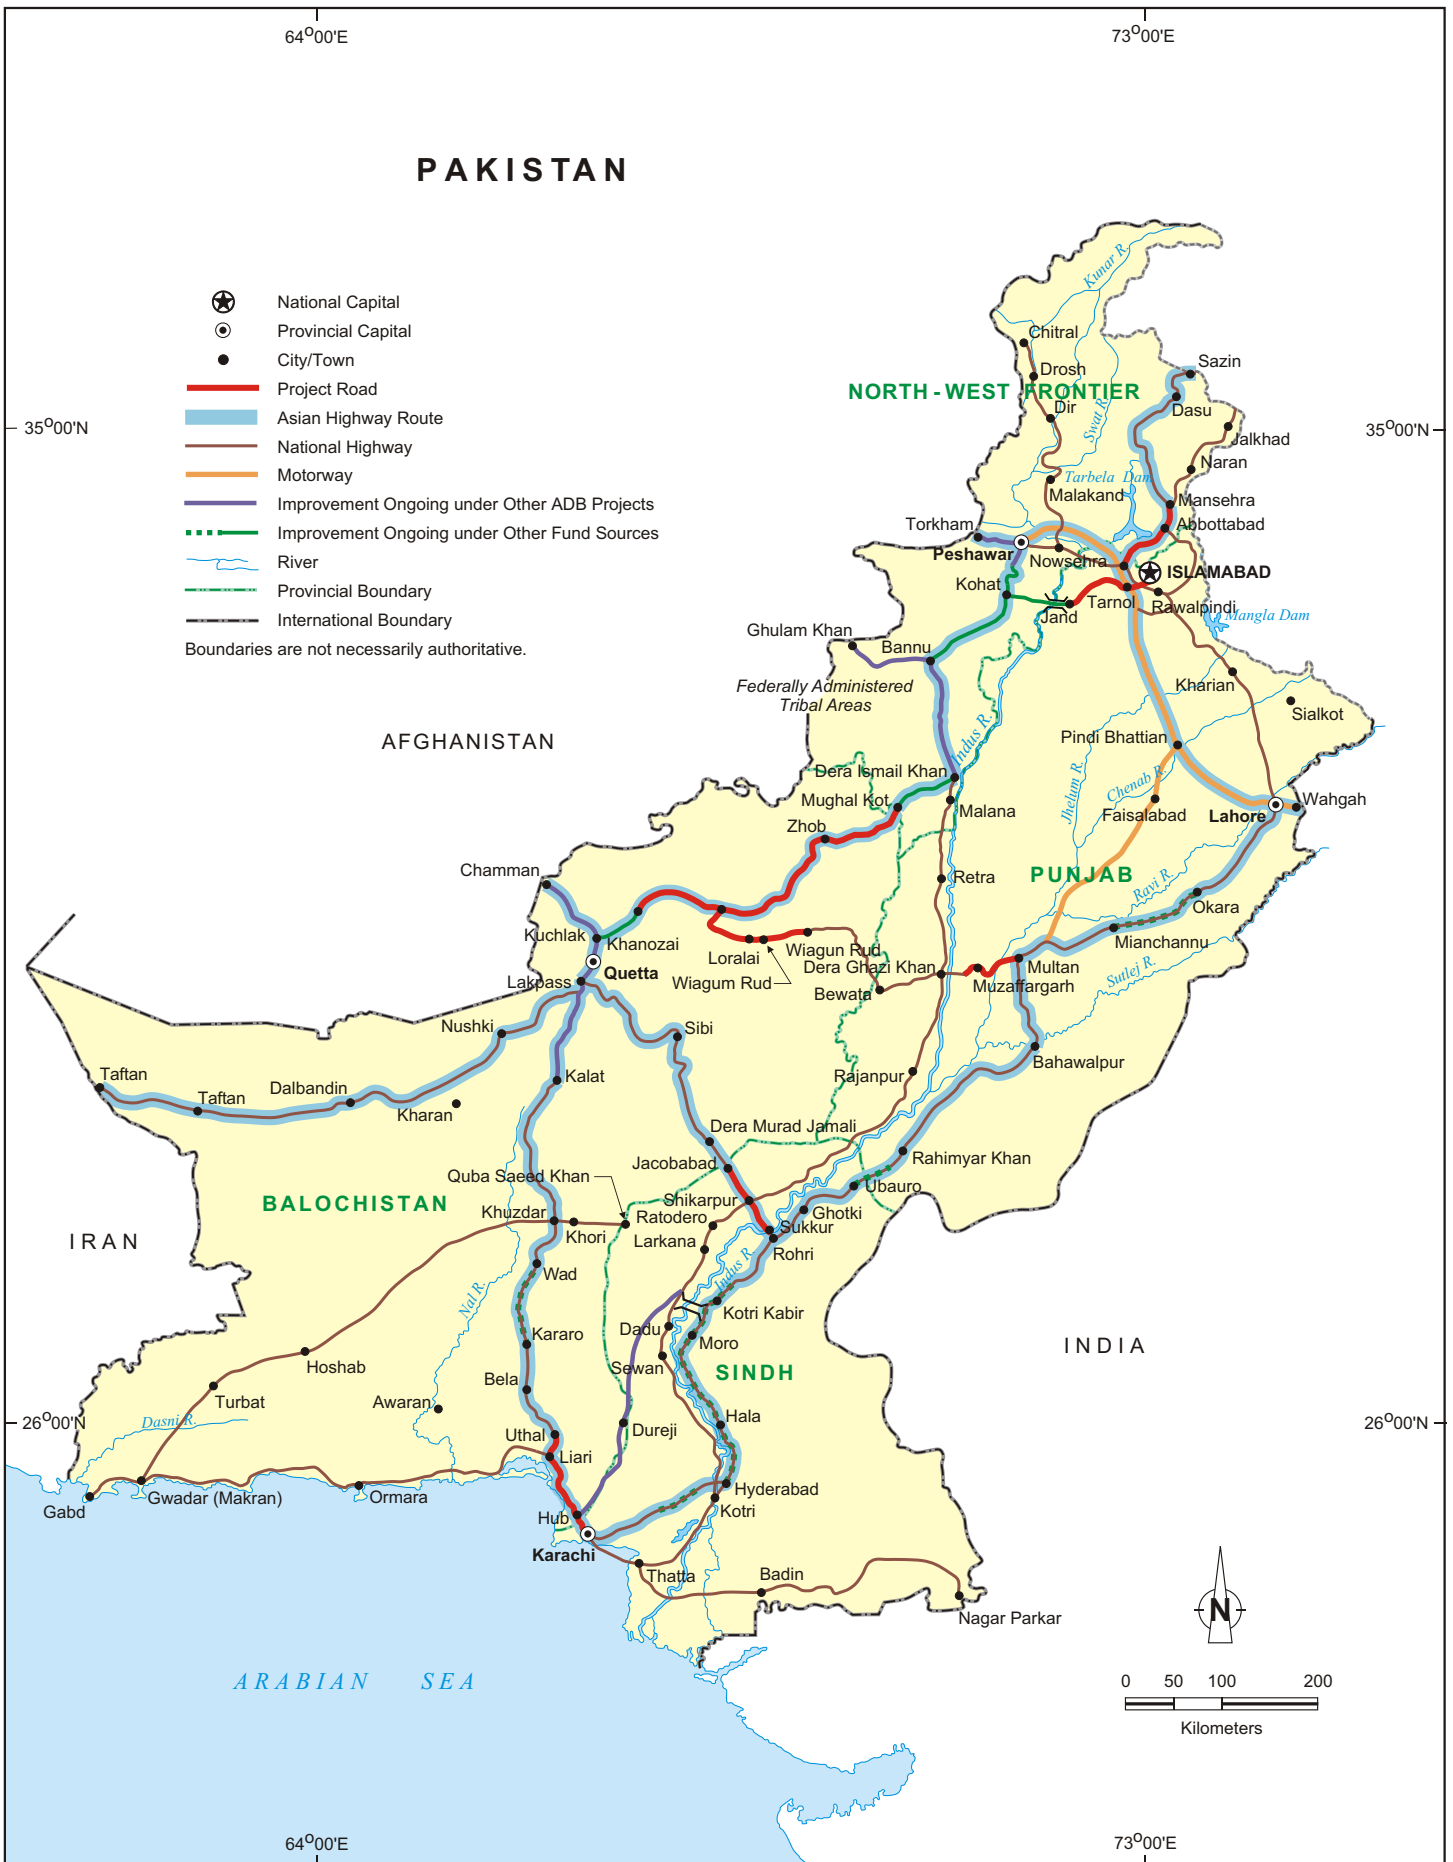 64°00'E
73°00'E
PAKISTAN
National Capital
Provincial Capital
City/Town
Project Road
Asian Highway Route
National Highway
Motorway
Improvement Ongoing under Other ADB Projects
Improvement Ongoing under Other Fund Sources
River
Provincial Boundary
International Boundary
Boundaries are not necessarily authoritative.
Kunar R.
Chitral
Sazin
Drosh
NORTH-WEST FRONTIER
Dir
Swat R.
Dasu
35°00'N
35°00'N
Jalkhad
Naran
Tarbela Dam
Malakand
Mansehra
Torkham
Abbottabad
Peshawar
Nowsehra
ISLAMABAD
Kohat
Tarnol
Rawalpindi
Jand
Mangla Dam
Ghulam Khan
Bannu
Federally Administered
Tribal Areas
Kharian
Sialkot
AFGHANISTAN
Indus R.
Pindi Bhattian
Dera Ismail Khan
Jhelum R.
Chenab R.
Mughal Kot
Malana
Faisalabad
Lahore
Wahgah
Zhob
Chamman
Retra
PUNJAB
Ravi R.
Okara
Kuchlak
Khanozai
Mianchannu
Loralai
Wiagun Rud
Quetta
Wiagum Rud
Dera Ghazi Khan
Multan
Muzaffargarh
Sutlej R.
Lakpass
Bewata
Nushki
Sibi
Bahawalpur
Taftan
Taftan
Dalbandin
Kharan
Kalat
Rajanpur
Dera Murad Jamali
Jacobabad
Rahimyar Khan
Quba Saeed Khan
Ubauro
BALOCHISTAN
Shikarpur
Khuzdar
Khori
Ratodero
Ghotki
Sukkur
IRAN
Larkana
Rohri
Wad
Indus R.
Nal R.
Kotri Kabir
Dadu
Moro
Kararo
INDIA
Hoshab
Sewan
SINDH
Bela
Turbat
Awaran
26°00'N
26°00'N
Dasni R.
Hala
Dureji
Uthal
Liari
Hyderabad
Gabd
Gwadar (Makran)
Ormara
Kotri
Hub
Karachi
Thatta
Badin
Nagar Parkar
N
ARABIAN SEA
0 50 100 200
Kilometers
64°00'E
73°00'E